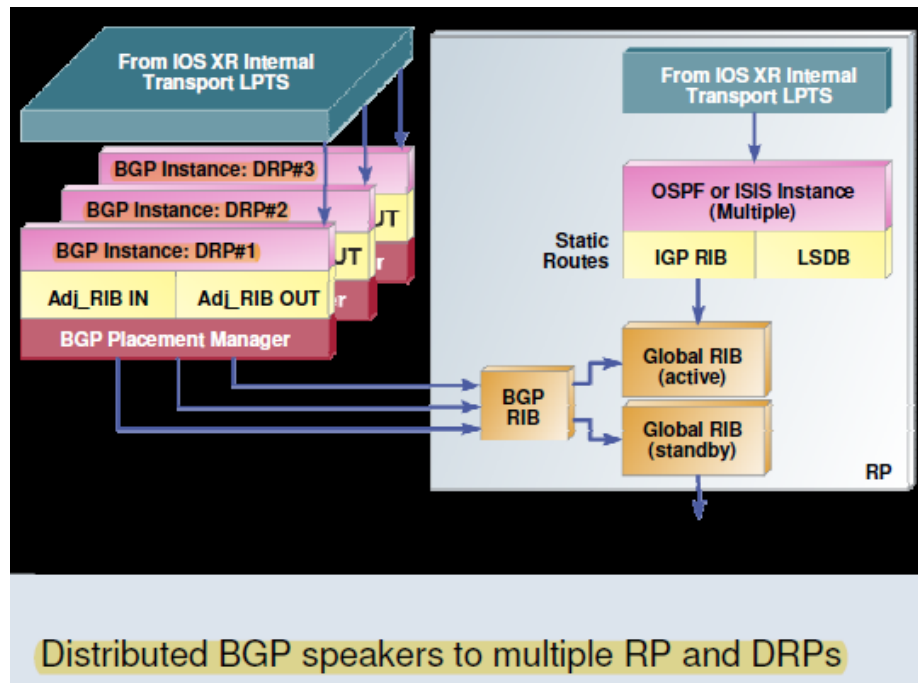 From IOS XR Internal
Transport LPTS
BGP Instance: DRP#3
BGP Instance: DRP#2
UT
BGP Instance: DRP#1
UT
r
Adj_RIB IN
Adj_RIB OUT
er
BGP Placement Manager
From IOS XR Internal
Transport LPTS
OSPF or ISIS Instance
(Multiple)
Static
Routes
IGP RIB
LSDB
BGP
RIB
Global RIB
(active)
Global RIB
(standby)
RP
Distributed BGP speakers to multiple RP and DRPs